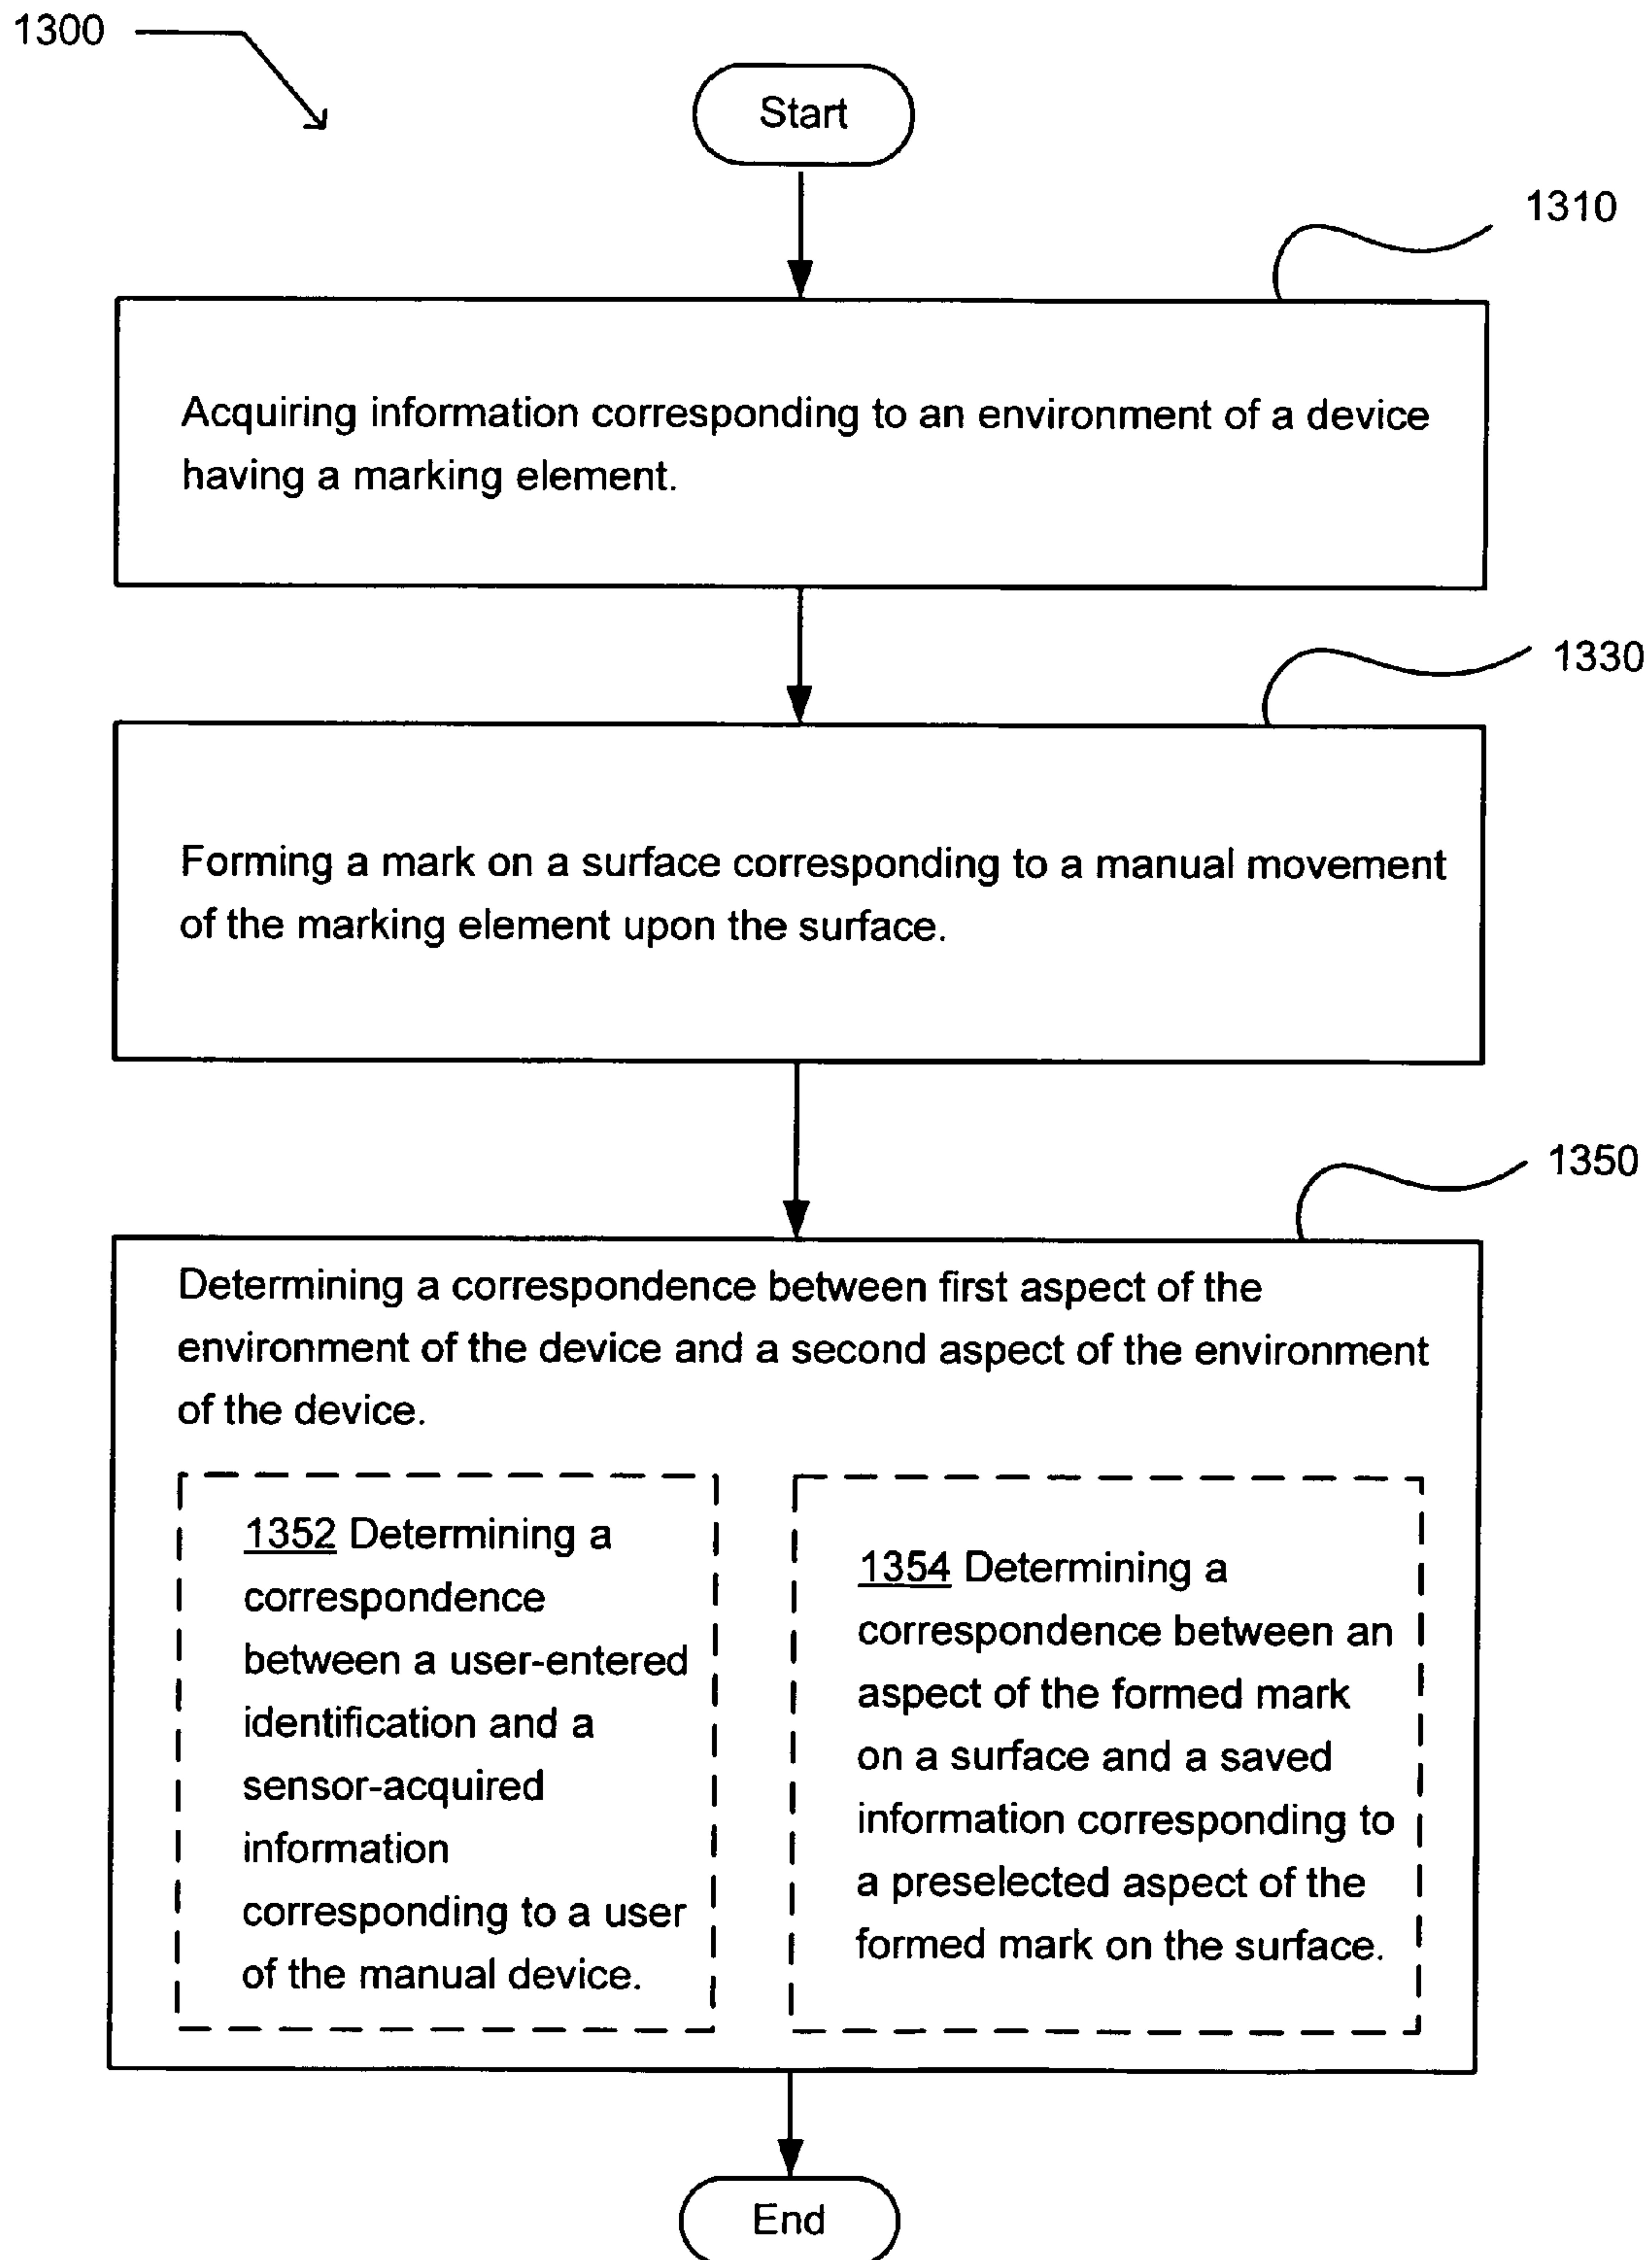 1300
Start
1310
Acquiring information corresponding to an environment of a device
having a marking element.
1330
Forming a mark on a surface corresponding to a manual movement
of the marking element upon the surface.
1350
Determining a correspondence between first aspect of the
environment of the device and a second aspect of the environment
of the device.
1352 Determining a
correspondence
between a user-entered
identification and a
sensor-acquired
information
corresponding to a user
of the manual device.
1354 Determining a
correspondence between an
aspect of the formed mark
on a surface and a saved
information corresponding to
a preselected aspect of the
formed mark on the surface.
End